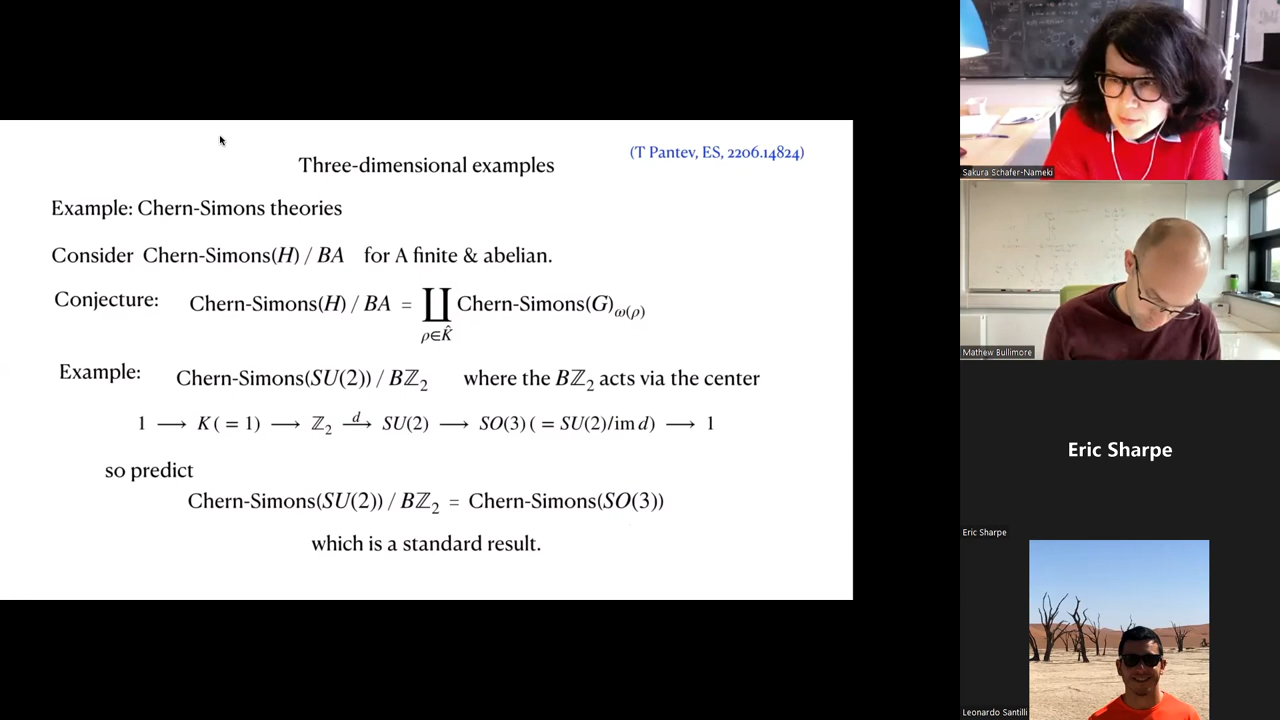 Three-dimensional examples
(T Pantev, ES, 2206.14824)
Example: Chern-Simons theories
Consider Chern-Simons(H) / BA for A finite & abelian.
Conjecture: Chern-Simons(H) / BA = ∐_{ρ∈K̂} Chern-Simons(G)_{ω(ρ)}
Example: Chern-Simons(SU(2)) / Bℤ₂ where the Bℤ₂ acts via the center
1 ⟶ K ( = 1) ⟶ ℤ₂ ⟶^d SU(2) ⟶ SO(3) ( = SU(2)/im d) ⟶ 1
so predict
Chern-Simons(SU(2)) / Bℤ₂ = Chern-Simons(SO(3))
which is a standard result.
Sakura Schafer-Nameki
Mathew Bullimore
Eric Sharpe
Eric Sharpe
Leonardo Santilli